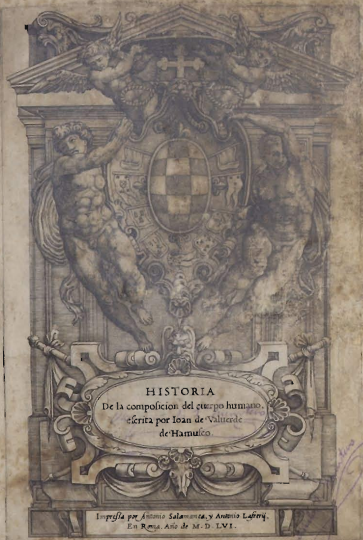 HISTORIA
De la composicion del cuerpo humano,
escrita por Ioan de Valuerde
de Hamusco.
Impressa por Antonio Salamanca, y Antonio Lafrerij,
En Roma, Año de M. D. LVI.